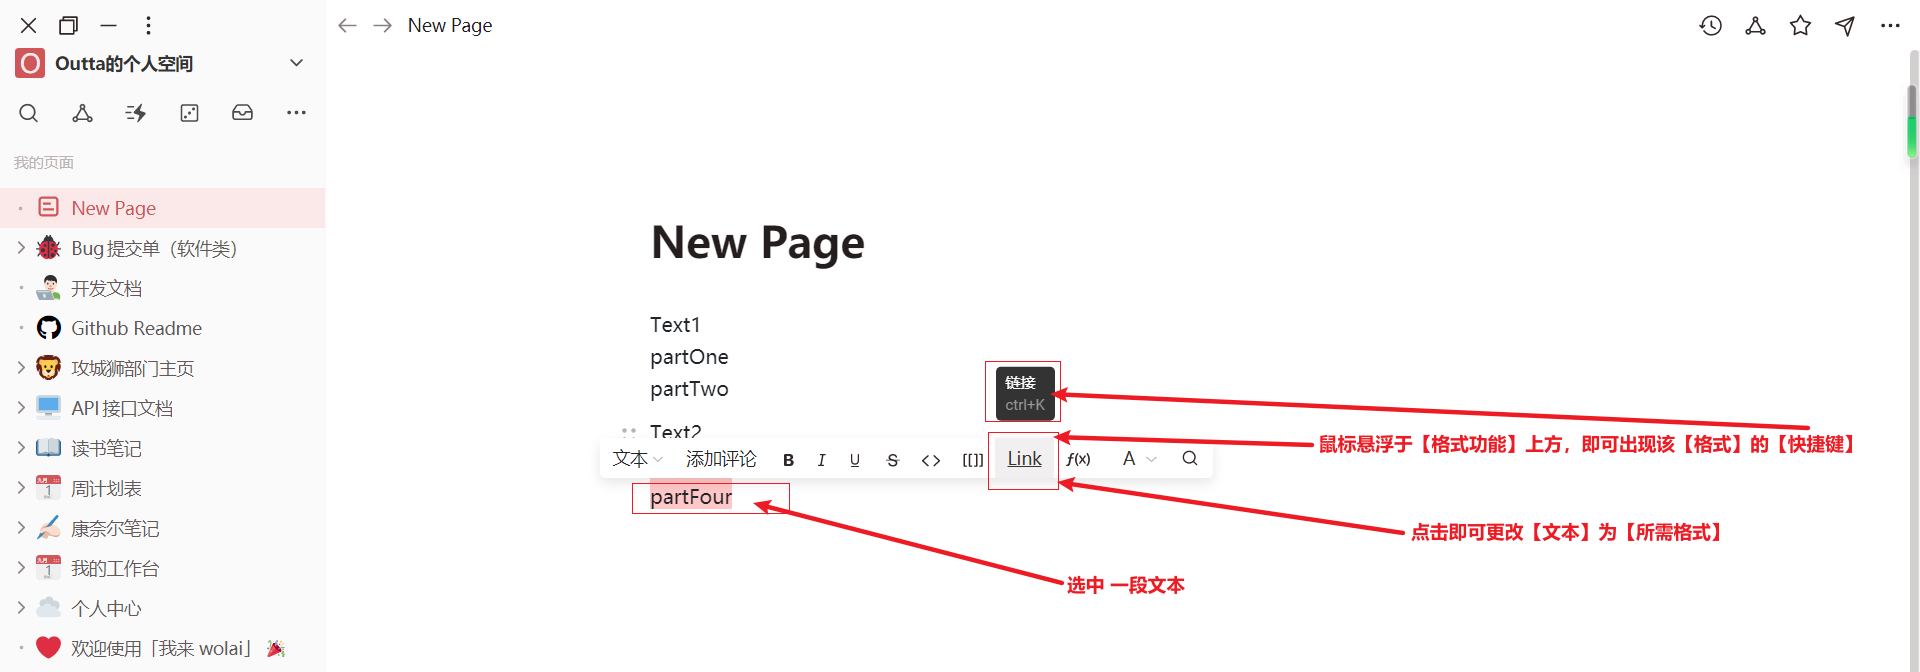 New Page
Outta的个人空间
我的页面
New Page
Bug提交单（软件类）
开发文档
Github Readme
攻城狮部门主页
API接口文档
读书笔记
周计划表
康奈尔笔记
我的工作台
个人中心
欢迎使用「我来 wolai」
New Page
Text1
partOne
partTwo
链接
ctrl+K
Text2
鼠标悬浮于【格式功能】上方，即可出现该【格式】的【快捷键】
文本 添加评论 B I U S <> [[]] Link f(x) A
partFour
点击即可更改【文本】为【所需格式】
选中 一段文本